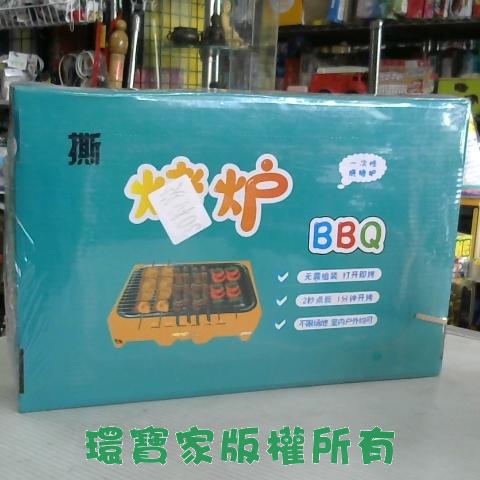 撕
烧炉
一次性
烧烤炉
BBQ
无需组装 打开即烤
2秒点燃 1分钟开烤
不限场地 室内户外均可
環寶家版權所有